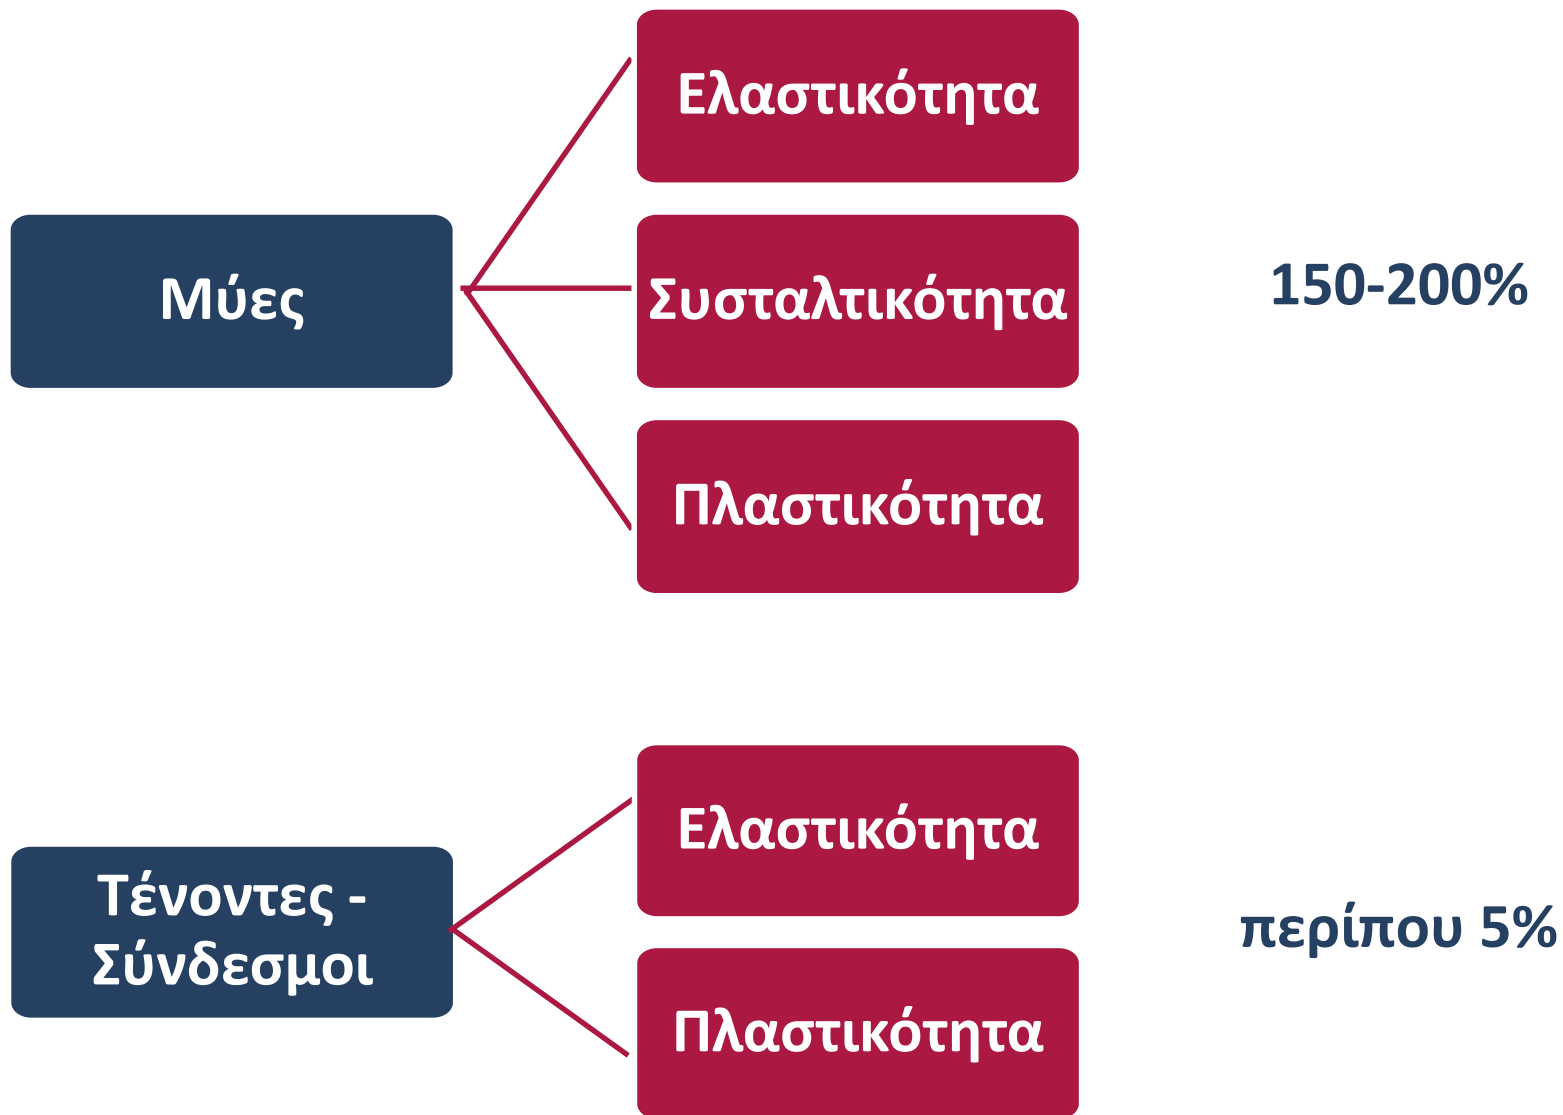 Ελαστικότητα
Μύες
Συσταλτικότητα
150-200%
Πλαστικότητα
Ελαστικότητα
Τένοντες -
Σύνδεσμοι
περίπου 5%
Πλαστικότητα